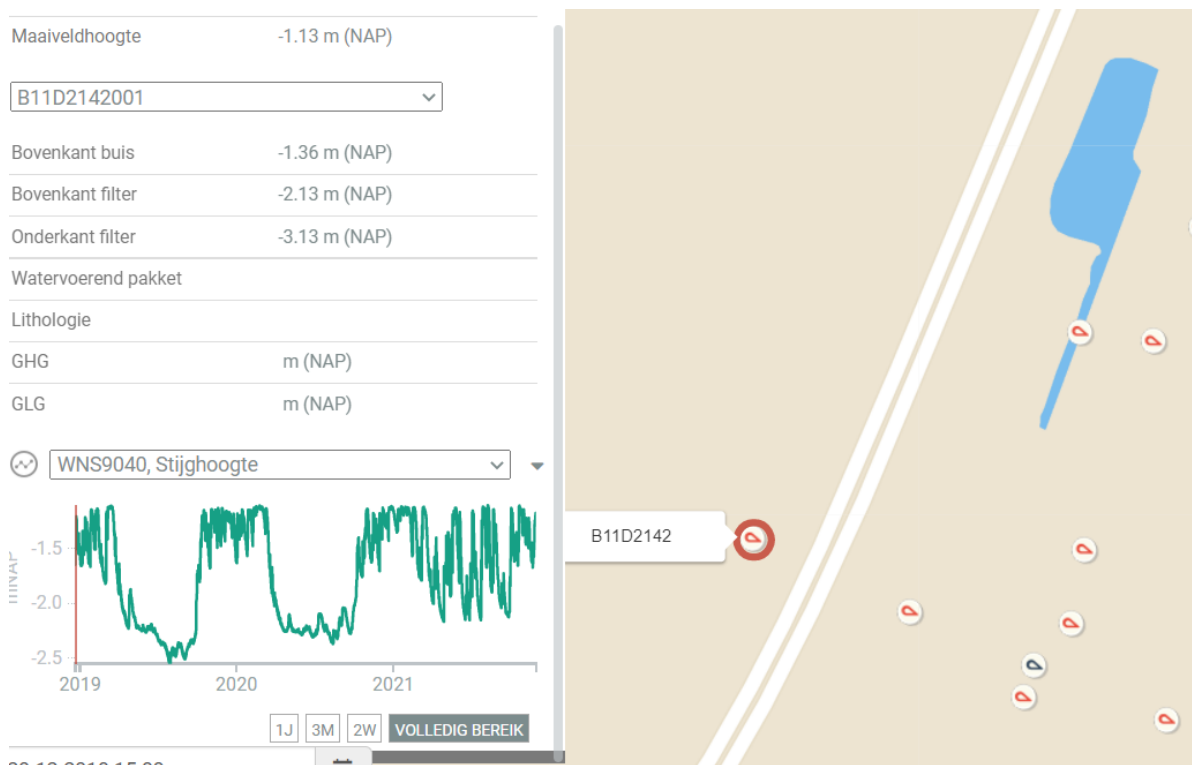 Maaiveldhoogte -1.13 m (NAP)
B11D2142001
Bovenkant buis -1.36 m (NAP)
Bovenkant filter -2.13 m (NAP)
Onderkant filter -3.13 m (NAP)
Watervoerend pakket
Lithologie
GHG m (NAP)
GLG m (NAP)
WNS9040, Stijghoogte
mNAP
-1.5
-2.0
-2.5
2019 2020 2021
1J 3M 2W VOLLEDIG BEREIK
B11D2142